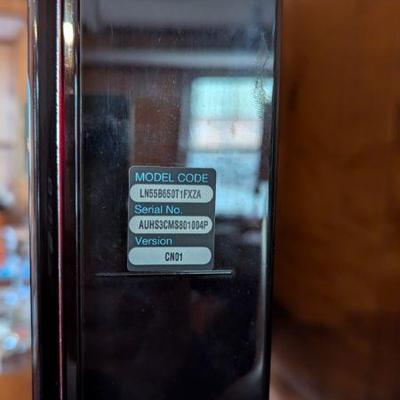 MODEL CODE
LN55B650T1FXZA
Serial No.
AUHS3CMS801004P
Version
CN01